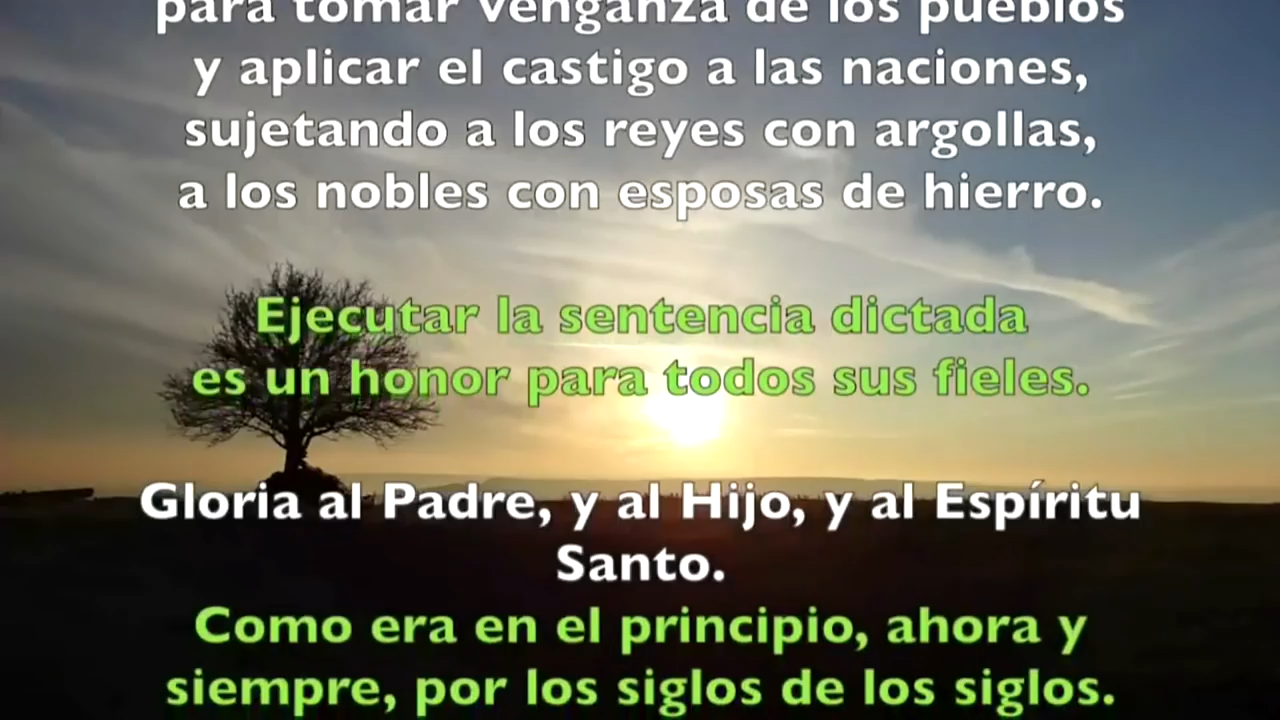 para tomar venganza de los pueblos
y aplicar el castigo a las naciones,
sujetando a los reyes con argollas,
a los nobles con esposas de hierro.
Ejecutar la sentencia dictada
es un honor para todos sus fieles.
Gloria al Padre, y al Hijo, y al Espíritu
Santo.
Como era en el principio, ahora y
siempre, por los siglos de los siglos.